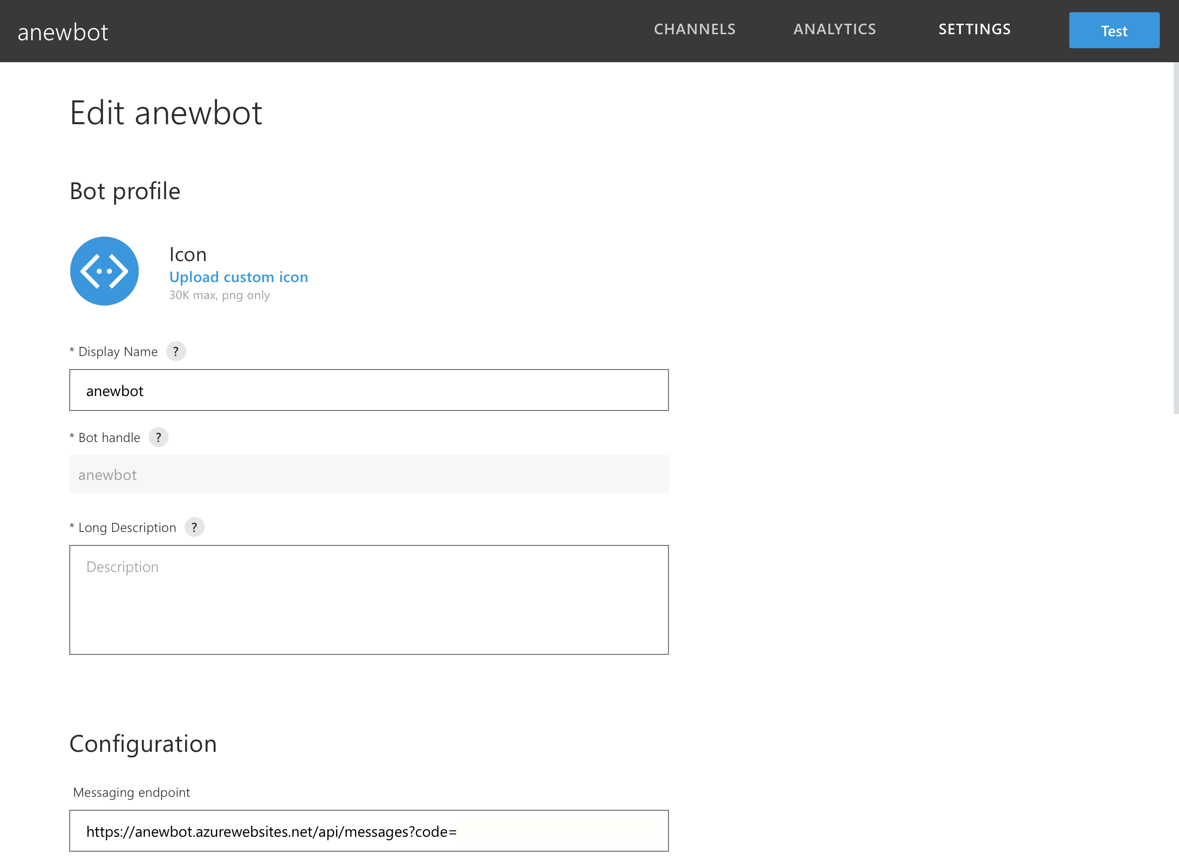 anewbot
CHANNELS
ANALYTICS
SETTINGS
Test
Edit anewbot
Bot profile
Icon
Upload custom icon
30K max, png only
* Display Name ?
anewbot
* Bot handle ?
anewbot
* Long Description ?
Description
Configuration
Messaging endpoint
https://anewbot.azurewebsites.net/api/messages?code=